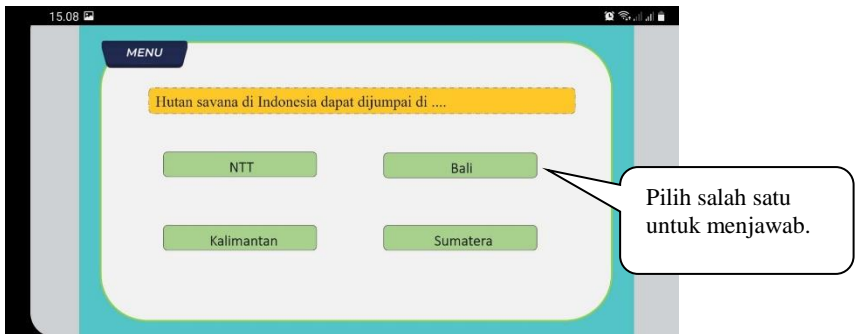 15.08
MENU
Hutan savana di Indonesia dapat dijumpai di ....
NTT
Bali
Kalimantan
Sumatera
Pilih salah satu
untuk menjawab.